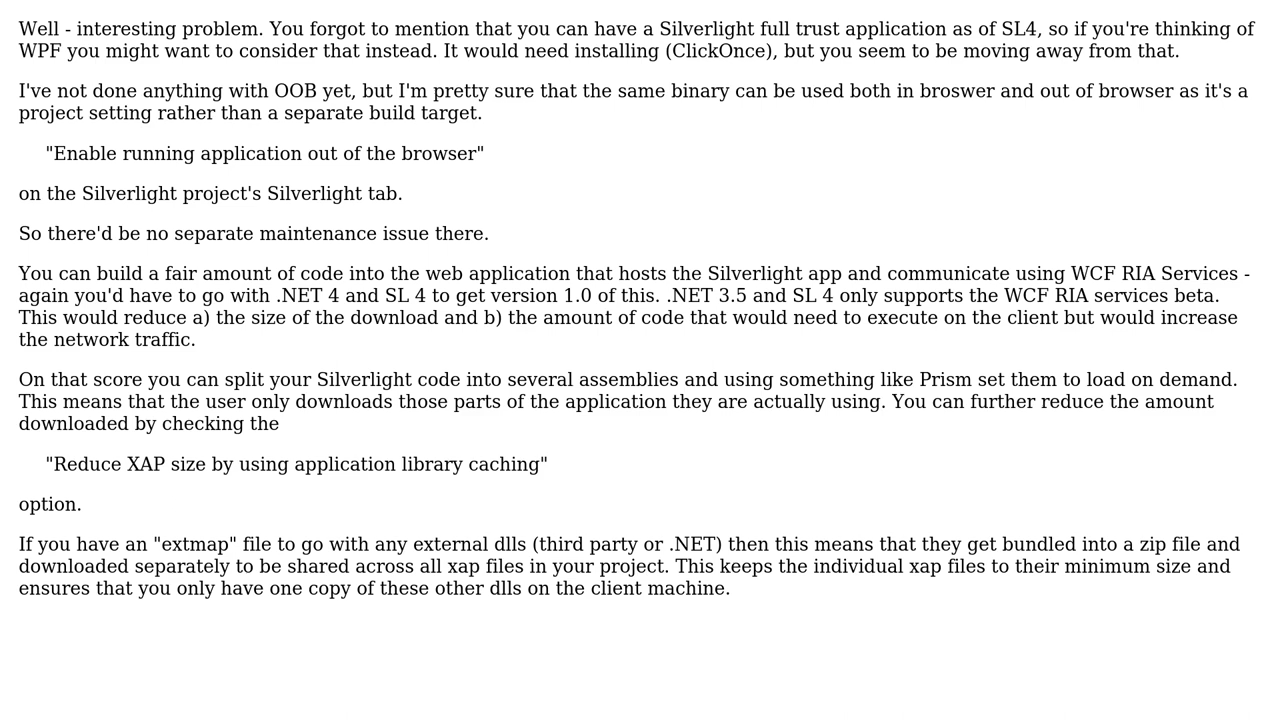 Well - interesting problem. You forgot to mention that you can have a Silverlight full trust application as of SL4, so if you're thinking of
WPF you might want to consider that instead. It would need installing (ClickOnce), but you seem to be moving away from that.
I've not done anything with OOB yet, but I'm pretty sure that the same binary can be used both in broswer and out of browser as it's a
project setting rather than a separate build target.
"Enable running application out of the browser"
on the Silverlight project's Silverlight tab.
So there'd be no separate maintenance issue there.
You can build a fair amount of code into the web application that hosts the Silverlight app and communicate using WCF RIA Services -
again you'd have to go with .NET 4 and SL 4 to get version 1.0 of this. .NET 3.5 and SL 4 only supports the WCF RIA services beta.
This would reduce a) the size of the download and b) the amount of code that would need to execute on the client but would increase
the network traffic.
On that score you can split your Silverlight code into several assemblies and using something like Prism set them to load on demand.
This means that the user only downloads those parts of the application they are actually using. You can further reduce the amount
downloaded by checking the
"Reduce XAP size by using application library caching"
option.
If you have an "extmap" file to go with any external dlls (third party or .NET) then this means that they get bundled into a zip file and
downloaded separately to be shared across all xap files in your project. This keeps the individual xap files to their minimum size and
ensures that you only have one copy of these other dlls on the client machine.